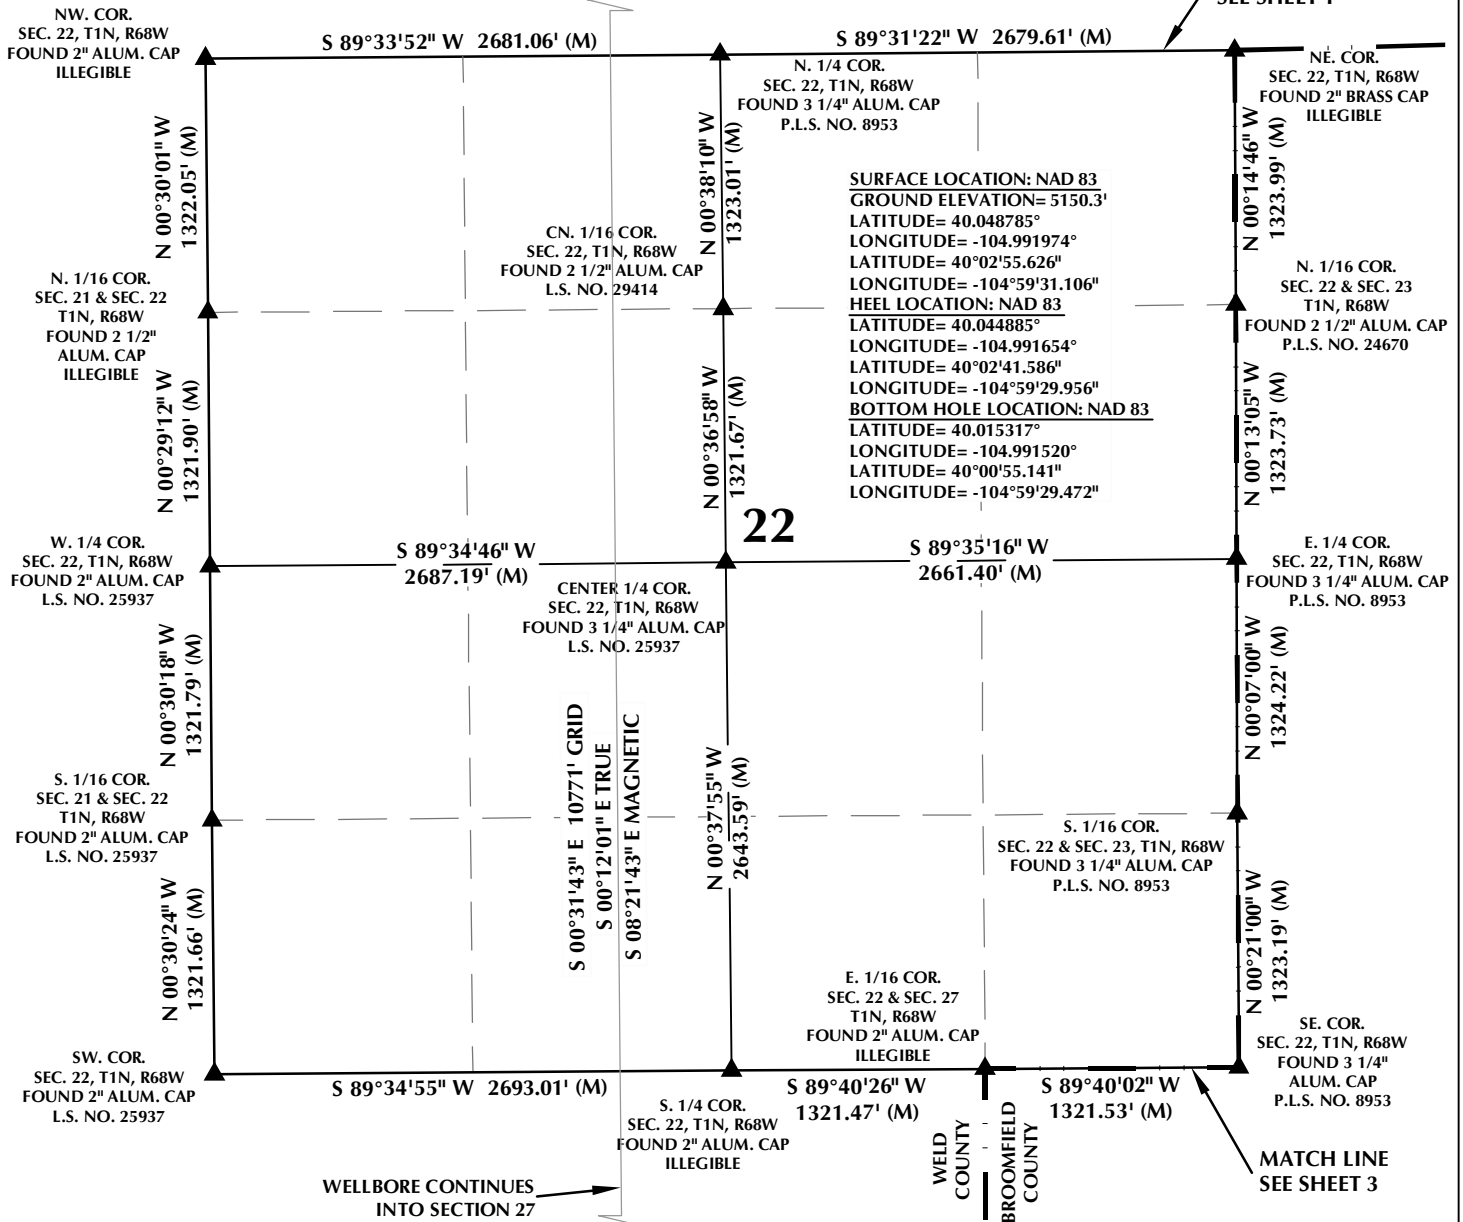 SEE SHEET 1
NW. COR.
SEC. 22, T1N, R68W
FOUND 2" ALUM. CAP
ILLEGIBLE
S 89°33'52" W 2681.06' (M)
S 89°31'22" W 2679.61' (M)
N. 1/4 COR.
SEC. 22, T1N, R68W
FOUND 3 1/4" ALUM. CAP
P.L.S. NO. 8953
NE. COR.
SEC. 22, T1N, R68W
FOUND 2" BRASS CAP
ILLEGIBLE
N 00°30'01" W
1322.05' (M)
N 00°38'10" W
1323.01' (M)
N 00°14'46" W
1323.99' (M)
SURFACE LOCATION: NAD 83
GROUND ELEVATION= 5150.3'
LATITUDE= 40.048785°
LONGITUDE= -104.991974°
LATITUDE= 40°02'55.626"
LONGITUDE= -104°59'31.106"
HEEL LOCATION: NAD 83
LATITUDE= 40.044885°
LONGITUDE= -104.991654°
LATITUDE= 40°02'41.586"
LONGITUDE= -104°59'29.956"
BOTTOM HOLE LOCATION: NAD 83
LATITUDE= 40.015317°
LONGITUDE= -104.991520°
LATITUDE= 40°00'55.141"
LONGITUDE= -104°59'29.472"
CN. 1/16 COR.
SEC. 22, T1N, R68W
FOUND 2 1/2" ALUM. CAP
L.S. NO. 29414
N. 1/16 COR.
SEC. 21 & SEC. 22
T1N, R68W
FOUND 2 1/2"
ALUM. CAP
ILLEGIBLE
N. 1/16 COR.
SEC. 22 & SEC. 23
T1N, R68W
FOUND 2 1/2" ALUM. CAP
P.L.S. NO. 24670
N 00°29'12" W
1321.90' (M)
N 00°36'58" W
1321.67' (M)
N 00°13'05" W
1323.73' (M)
22
W. 1/4 COR.
SEC. 22, T1N, R68W
FOUND 2" ALUM. CAP
L.S. NO. 25937
S 89°34'46" W
2687.19' (M)
S 89°35'16" W
2661.40' (M)
CENTER 1/4 COR.
SEC. 22, T1N, R68W
FOUND 3 1/4" ALUM. CAP
L.S. NO. 25937
E. 1/4 COR.
SEC. 22, T1N, R68W
FOUND 3 1/4" ALUM. CAP
P.L.S. NO. 8953
N 00°30'18" W
1321.79' (M)
S 00°31'43" E 10771' GRID
S 00°12'01" E TRUE
S 08°21'43" E MAGNETIC
N 00°37'55" W
2643.59' (M)
N 00°07'00" W
1324.22' (M)
S. 1/16 COR.
SEC. 21 & SEC. 22
T1N, R68W
FOUND 2" ALUM. CAP
L.S. NO. 25937
S. 1/16 COR.
SEC. 22 & SEC. 23, T1N, R68W
FOUND 3 1/4" ALUM. CAP
P.L.S. NO. 8953
N 00°30'24" W
1321.66' (M)
N 00°21'00" W
1323.19' (M)
E. 1/16 COR.
SEC. 22 & SEC. 27
T1N, R68W
FOUND 2" ALUM. CAP
ILLEGIBLE
SW. COR.
SEC. 22, T1N, R68W
FOUND 2" ALUM. CAP
L.S. NO. 25937
SE. COR.
SEC. 22, T1N, R68W
FOUND 3 1/4"
ALUM. CAP
P.L.S. NO. 8953
S 89°34'55" W 2693.01' (M)
S 89°40'26" W
1321.47' (M)
S 89°40'02" W
1321.53' (M)
S. 1/4 COR.
SEC. 22, T1N, R68W
FOUND 2" ALUM. CAP
ILLEGIBLE
WELD
COUNTY
BROOMFIELD
COUNTY
MATCH LINE
SEE SHEET 3
WELLBORE CONTINUES
INTO SECTION 27